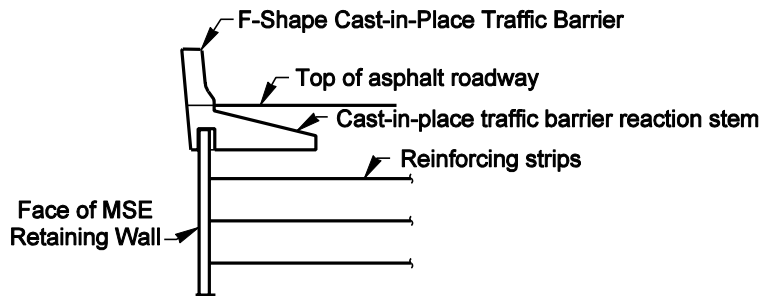 F-Shape Cast-in-Place Traffic Barrier
Top of asphalt roadway
Cast-in-place traffic barrier reaction stem
Reinforcing strips
Face of MSE
Retaining Wall